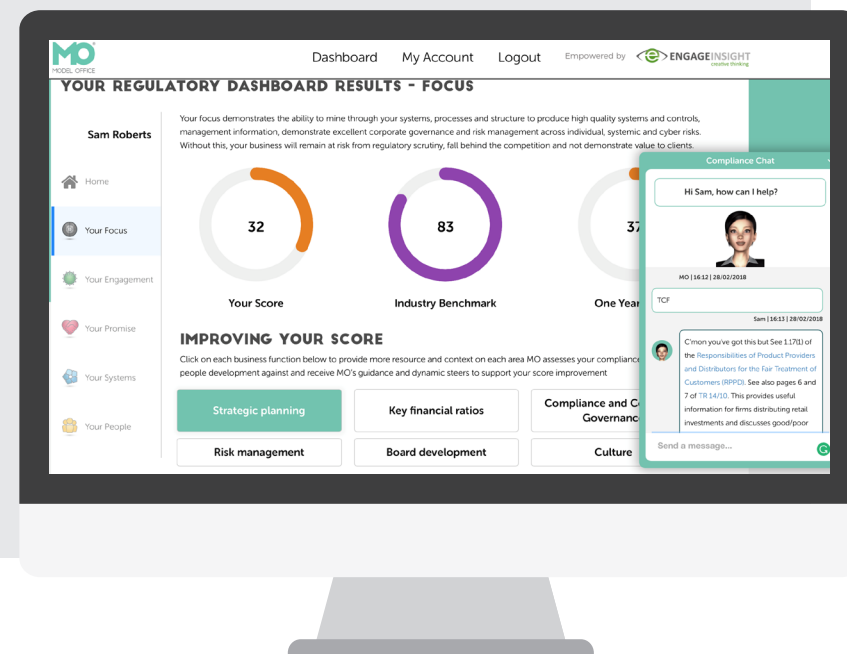 MO
MODEL OFFICE
Dashboard
My Account
Logout
Empowered by
ENGAGEINSIGHT
creative thinking
YOUR REGULATORY DASHBOARD RESULTS - FOCUS
Sam Roberts
Home
Your Focus
Your Engagement
Your Promise
Your Systems
Your People
Your focus demonstrates the ability to mine through your systems, processes and structure to produce high quality systems and controls,
management information, demonstrate excellent corporate governance and risk management across individual, systemic and cyber risks.
Without this, your business will remain at risk from regulatory scrutiny, fall behind the competition and not demonstrate value to clients.
32
83
37
Your Score
Industry Benchmark
One Year
IMPROVING YOUR SCORE
Click on each business function below to provide more resource and context on each area MO assesses your compliance
people development against and receive MO's guidance and dynamic steers to support your score improvement
Strategic planning
Key financial ratios
Compliance and
Governanc
Risk management
Board development
Culture
Compliance Chat
Hi Sam, how can I help?
MO | 16:12 | 28/02/2018
TCF
Sam | 16:13 | 28/02/2018
C'mon you've got this but See 1.17(1) of
the Responsibilities of Product Providers
and Distributors for the Fair Treatment of
Customers (RPPD). See also pages 6 and
7 of TR 14/10. This provides useful
information for firms distributing retail
investments and discusses good/poor
Send a message...